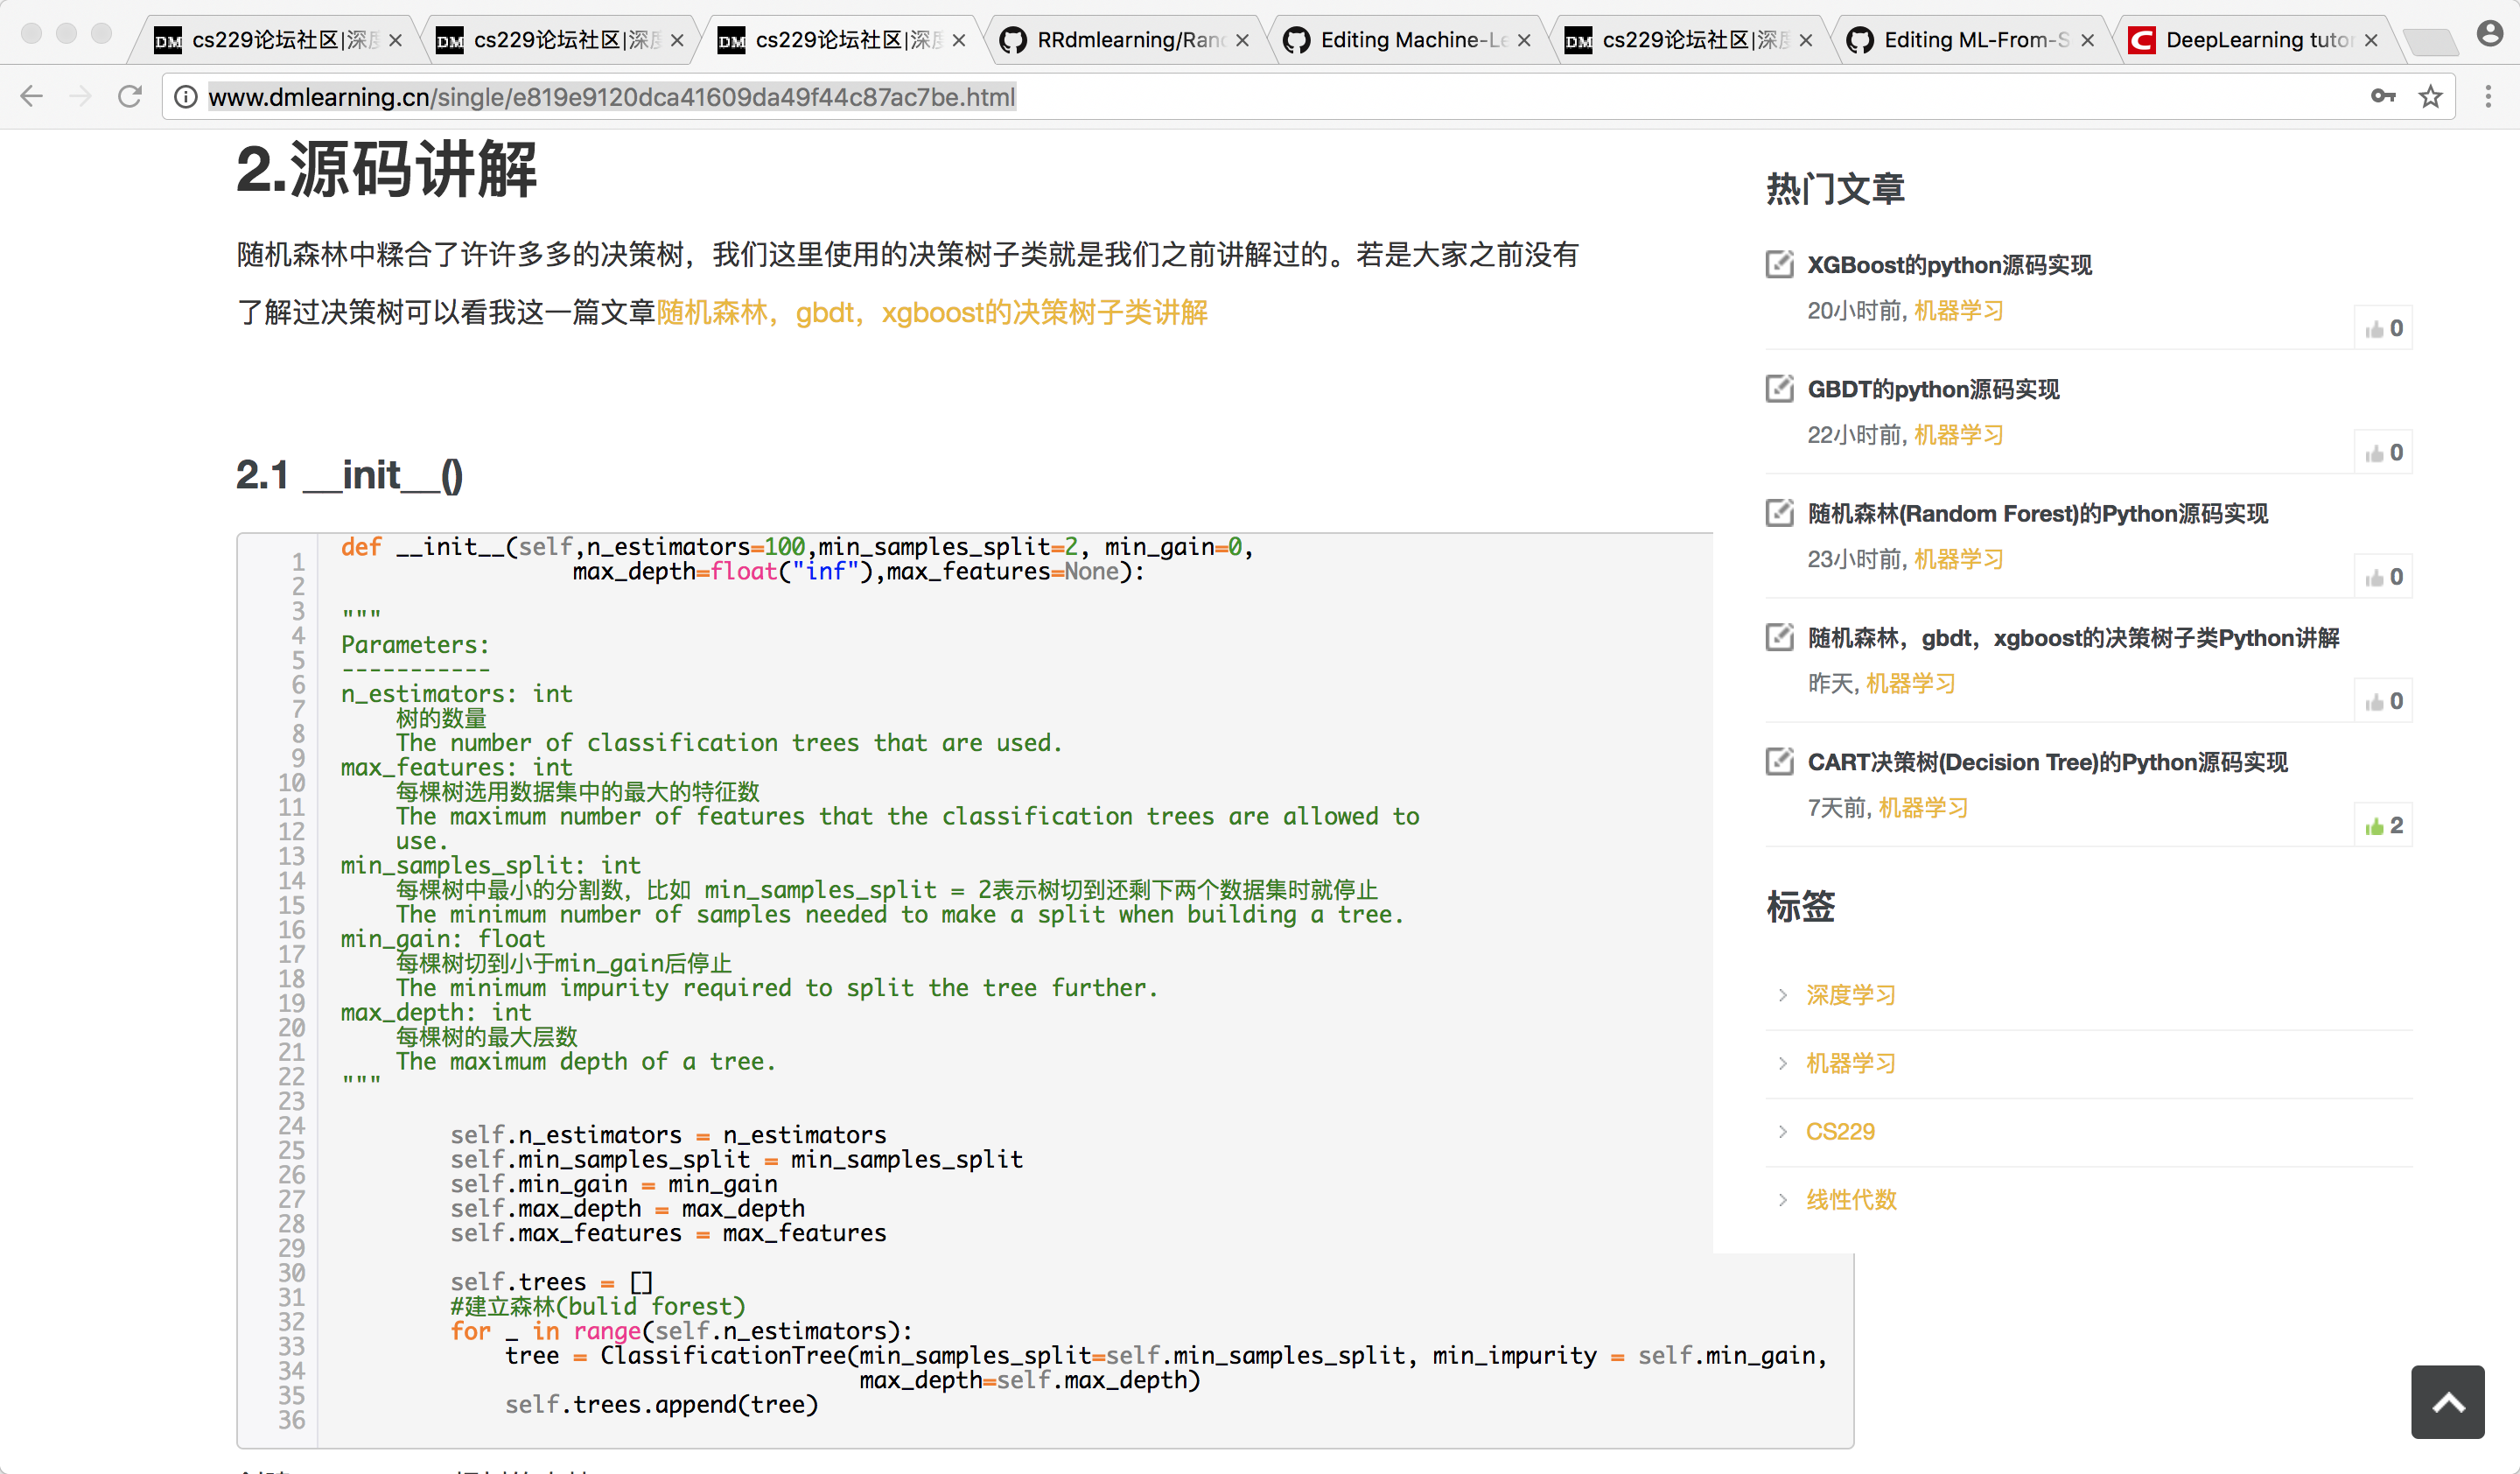 cs229论坛社区|深度
cs229论坛社区|深度
cs229论坛社区|深度
RRdmlearning/Rand
Editing Machine-Le
cs229论坛社区|深度
Editing ML-From-S
DeepLearning tutor
www.dmlearning.cn/single/e819e9120dca41609da49f44c87ac7be.html
2.源码讲解
随机森林中糅合了许许多多的决策树，我们这里使用的决策树子类就是我们之前讲解过的。若是大家之前没有
了解过决策树可以看我这一篇文章随机森林，gbdt，xgboost的决策树子类讲解
2.1 __init__()
1
2
3
4
5
6
7
8
9
10
11
12
13
14
15
16
17
18
19
20
21
22
23
24
25
26
27
28
29
30
31
32
33
34
35
36
def __init__(self,n_estimators=100,min_samples_split=2, min_gain=0,
max_depth=float("inf"),max_features=None):
"""
Parameters:
-----------
n_estimators: int
树的数量
The number of classification trees that are used.
max_features: int
每棵树选用数据集中的最大的特征数
The maximum number of features that the classification trees are allowed to
use.
min_samples_split: int
每棵树中最小的分割数，比如 min_samples_split = 2表示树切到还剩下两个数据集时就停止
The minimum number of samples needed to make a split when building a tree.
min_gain: float
每棵树切到小于min_gain后停止
The minimum impurity required to split the tree further.
max_depth: int
每棵树的最大层数
The maximum depth of a tree.
"""
self.n_estimators = n_estimators
self.min_samples_split = min_samples_split
self.min_gain = min_gain
self.max_depth = max_depth
self.max_features = max_features
self.trees = []
#建立森林(bulid forest)
for _ in range(self.n_estimators):
tree = ClassificationTree(min_samples_split=self.min_samples_split, min_impurity = self.min_gain,
max_depth=self.max_depth)
self.trees.append(tree)
热门文章
XGBoost的python源码实现
20小时前, 机器学习
0
GBDT的python源码实现
22小时前, 机器学习
0
随机森林(Random Forest)的Python源码实现
23小时前, 机器学习
0
随机森林，gbdt，xgboost的决策树子类Python讲解
昨天, 机器学习
0
CART决策树(Decision Tree)的Python源码实现
7天前, 机器学习
2
标签
深度学习
机器学习
CS229
线性代数